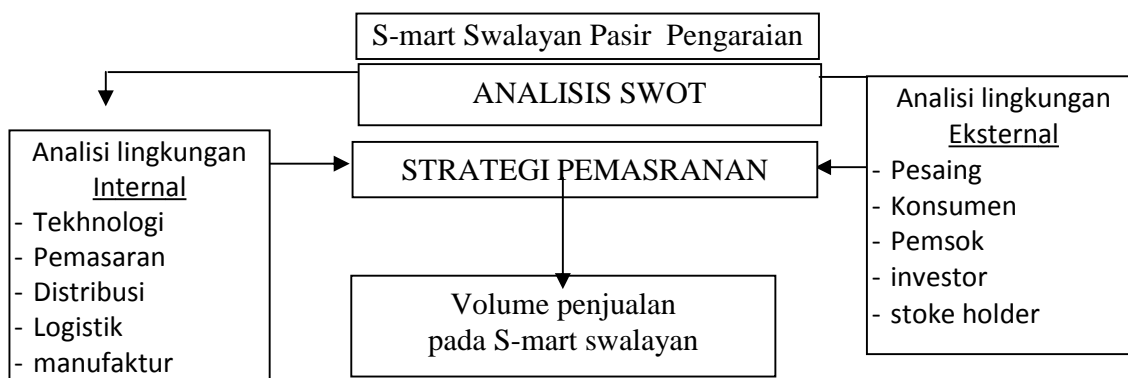 S-mart Swalayan Pasir Pengaraian
ANALISIS SWOT
Analisi lingkungan
Internal
- Tekhnologi
- Pemasaran
- Distribusi
- Logistik
- manufaktur
STRATEGI PEMASRANAN
Volume penjualan
pada S-mart swalayan
Analisi lingkungan
Eksternal
- Pesaing
- Konsumen
- Pemsok
- investor
- stoke holder